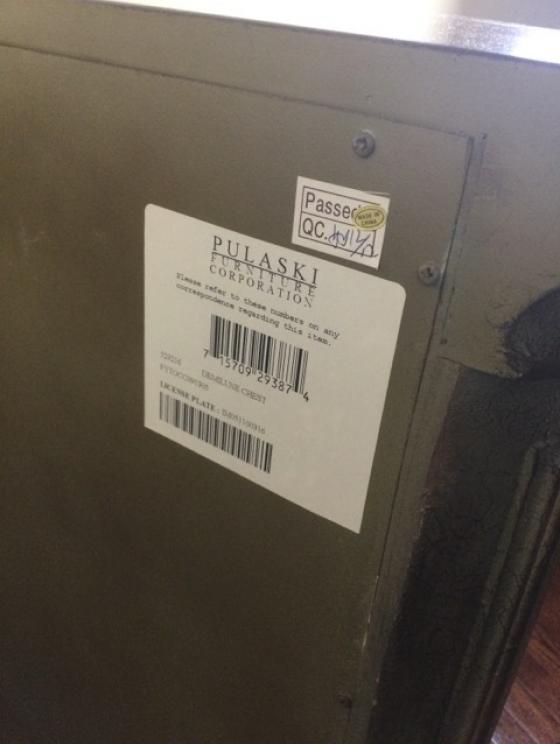 Passed
MADE IN
CHINA
QC.
PULASKI
FURNITURE
CORPORATION
Please refer to these numbers on any
correspondence regarding this item.
7 15709 29387 4
DEMILUNE CHEST
LICENSE PLATE: